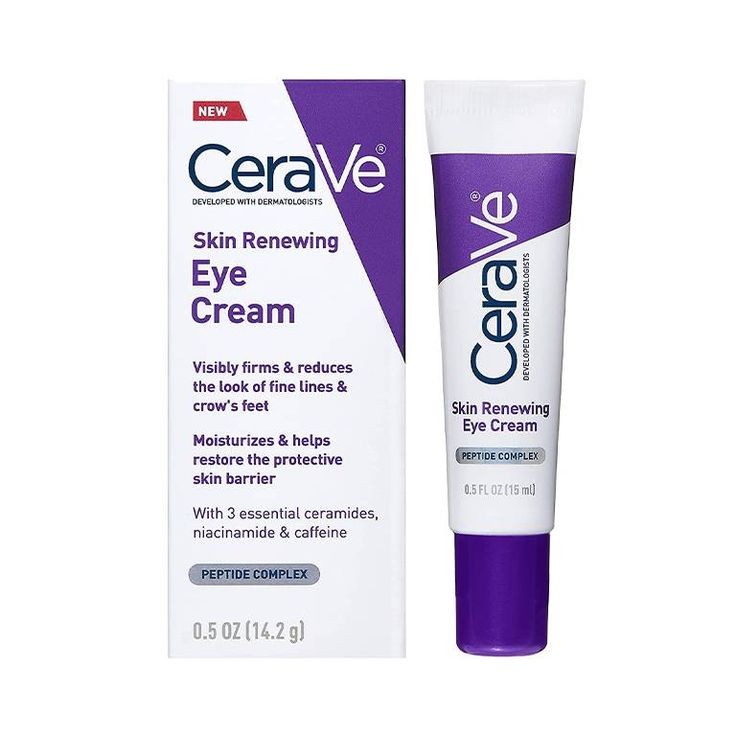 NEW
CeraVe®
DEVELOPED WITH DERMATOLOGISTS
Skin Renewing
Eye
Cream
Visibly firms & reduces
the look of fine lines &
crow's feet
Moisturizes & helps
restore the protective
skin barrier
With 3 essential ceramides,
niacinamide & caffeine
PEPTIDE COMPLEX
0.5 OZ (14.2 g)
CeraVe®
DEVELOPED WITH DERMATOLOGISTS
Skin Renewing
Eye Cream
PEPTIDE COMPLEX
0.5 FL OZ (15 ml)